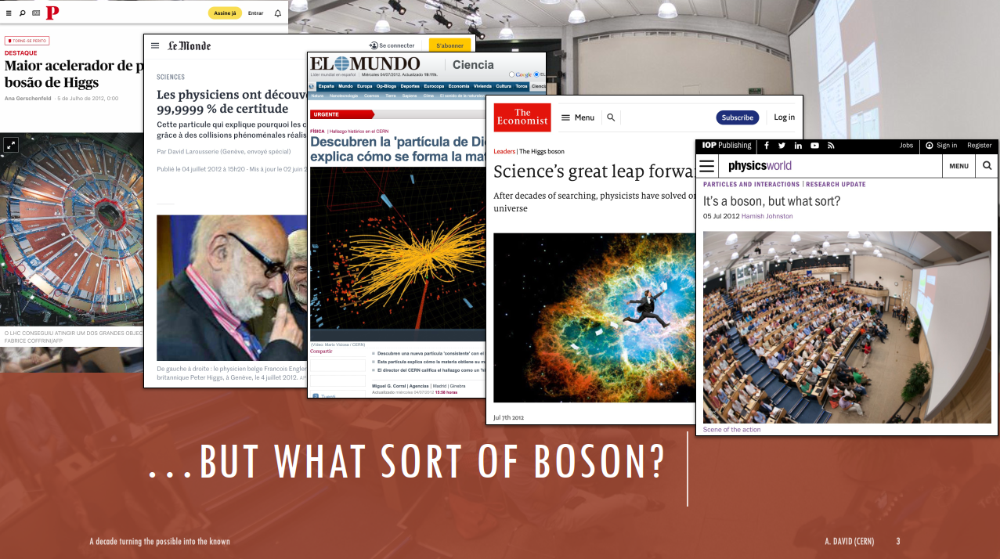 P
Assine já
Entrar
TORNE-SE PERITO
DESTAQUE
Maior acelerador de p
bosão de Higgs
Ana Gerschenfeld · 5 de Julho de 2012, 0:00
O LHC CONSEGUIU ATINGIR UM DOS GRANDES OBJEC
FABRICE COFFRINI/AFP
Le Monde
Se connecter
S'abonner
SCIENCES
Les physiciens ont découv
99,9999 % de certitude
Cette particule qui explique pourquoi les c
grâce à des collisions phénoménales réalis
Par David Larousserie (Genève, envoyé spécial)
Publié le 04 juillet 2012 à 15h20 - Mis à jour le 02 juin 2
De gauche à droite : le physicien belge Francois Engler
britannique Peter Higgs, à Genève, le 4 juillet 2012.
EL MUNDO
Ciencia
Líder mundial en español | Miércoles 04/07/2012. Actualizado 19:11h.
Google EL
España Mundo Europa Op-Blogs Deportes Eurocopa Economía Vivienda Cultura Toros Cienci
Natura Nanotecnología Cosmos Tierra Sapiens Clima El sonido de la naturalez
URGENTE
FÍSICA | Hallazgo histórico en el CERN
Descubren la 'partícula de Di
explica cómo se forma la mat
(Vídeo: Mario Viciosa / CERN)
Compartir
Descubren una nueva partícula 'consistente' con el
Esta partícula explica cómo la materia obtiene su m
El director del CERN califica el hallazgo como un 'h
Miguel G. Corral | Agencias | Madrid | Ginebra
Actualizado miércoles 04/07/2012 15:58 horas
Tuenti
The
Economist
Menu
Subscribe
Log in
Leaders | The Higgs boson
Science's great leap forwa
After decades of searching, physicists have solved on
universe
Jul 7th 2012
IOP Publishing
Jobs
Sign in
Register
physicsworld
MENU
PARTICLES AND INTERACTIONS | RESEARCH UPDATE
It's a boson, but what sort?
05 Jul 2012 Hamish Johnston
Scene of the action
...BUT WHAT SORT OF BOSON?
A decade turning the possible into the known
A. DAVID (CERN)
3